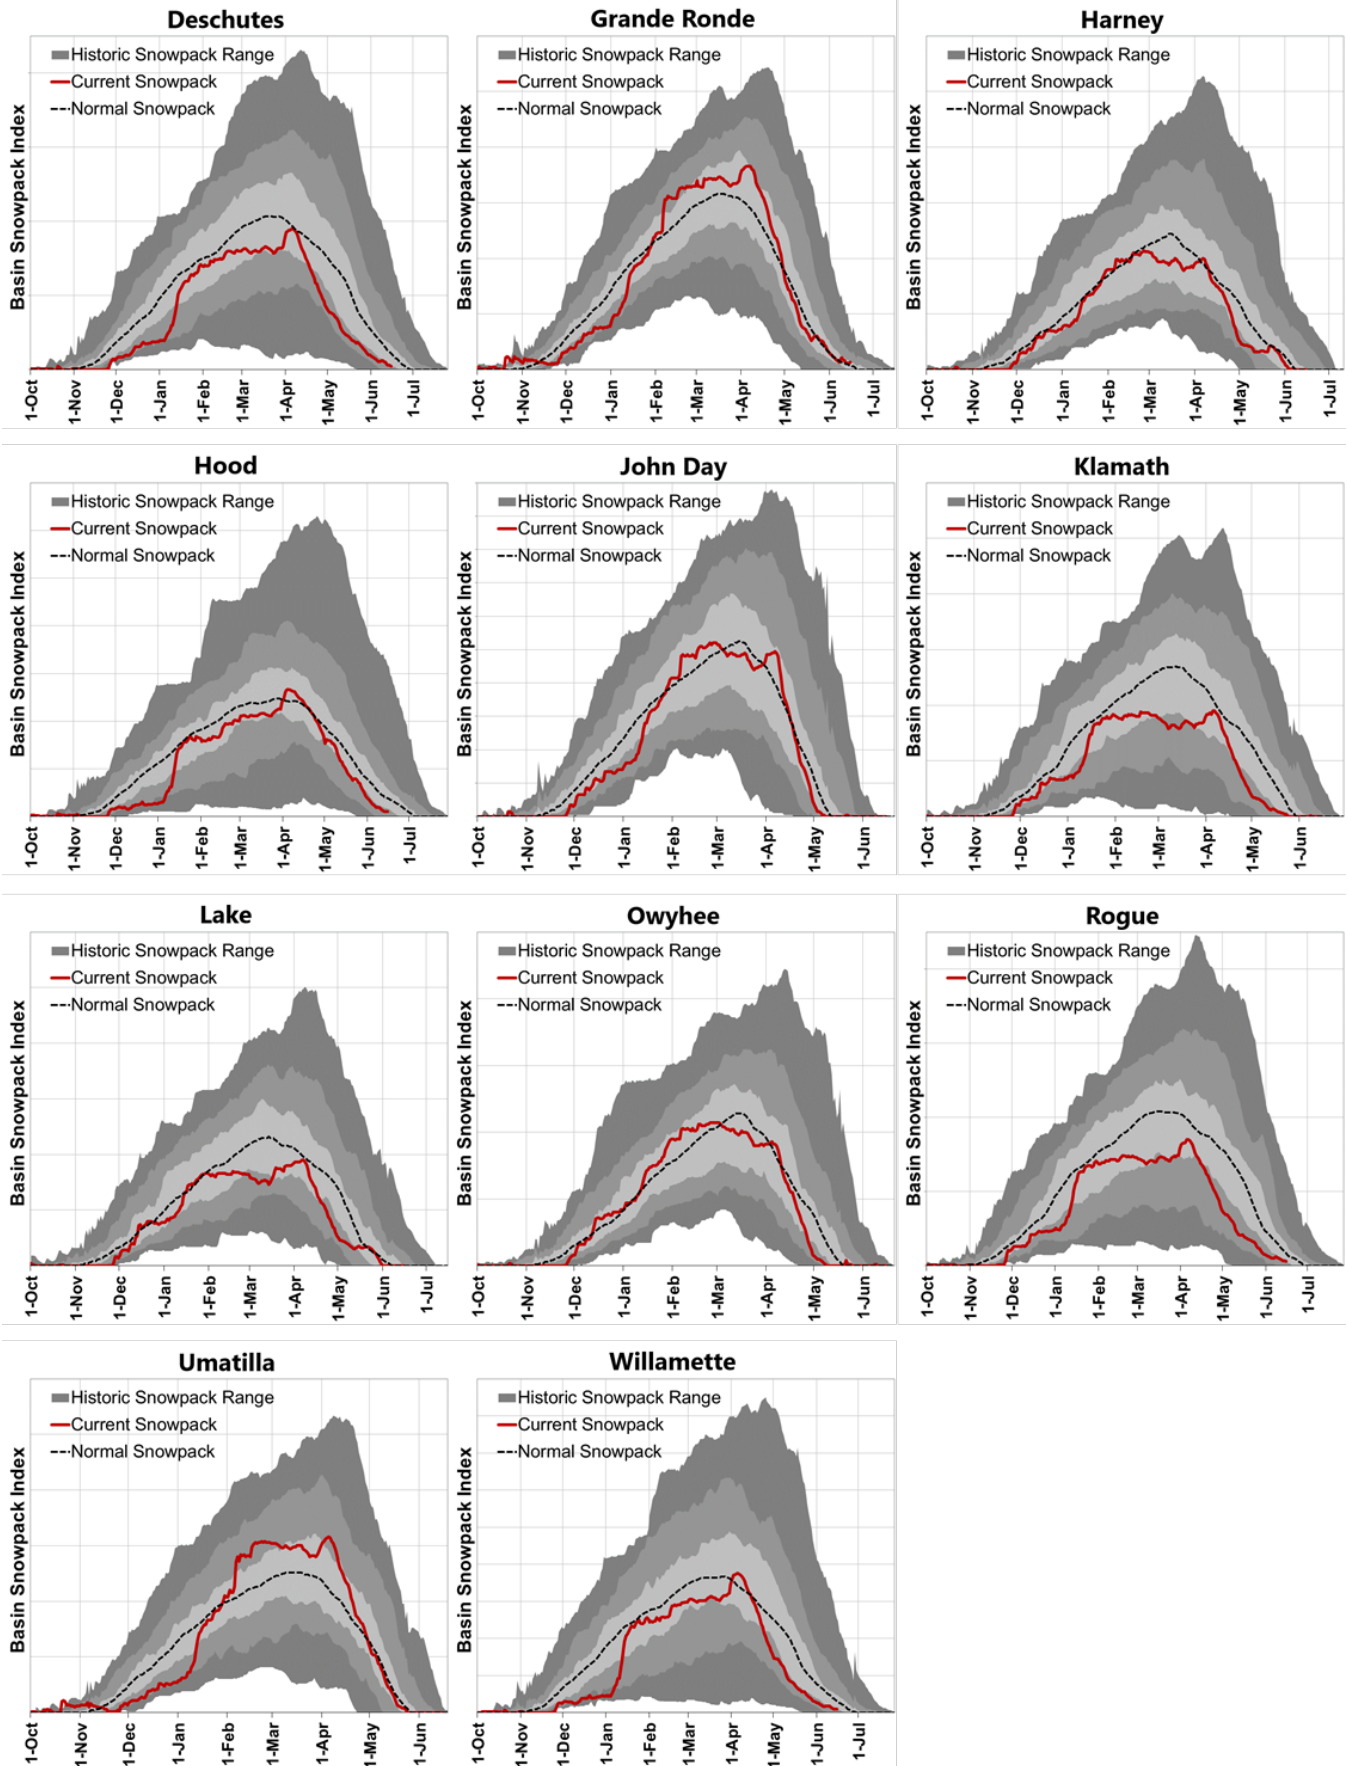 Deschutes
Historic Snowpack Range
Current Snowpack
Normal Snowpack
Basin Snowpack Index
1-Oct
1-Nov
1-Dec
1-Jan
1-Feb
1-Mar
1-Apr
1-May
1-Jun
1-Jul
Grande Ronde
Historic Snowpack Range
Current Snowpack
Normal Snowpack
Basin Snowpack Index
1-Oct
1-Nov
1-Dec
1-Jan
1-Feb
1-Mar
1-Apr
1-May
1-Jun
1-Jul
Harney
Historic Snowpack Range
Current Snowpack
Normal Snowpack
Basin Snowpack Index
1-Oct
1-Nov
1-Dec
1-Jan
1-Feb
1-Mar
1-Apr
1-May
1-Jun
1-Jul
Hood
Historic Snowpack Range
Current Snowpack
Normal Snowpack
Basin Snowpack Index
1-Oct
1-Nov
1-Dec
1-Jan
1-Feb
1-Mar
1-Apr
1-May
1-Jun
1-Jul
John Day
Historic Snowpack Range
Current Snowpack
Normal Snowpack
Basin Snowpack Index
1-Oct
1-Nov
1-Dec
1-Jan
1-Feb
1-Mar
1-Apr
1-May
1-Jun
Klamath
Historic Snowpack Range
Current Snowpack
Normal Snowpack
Basin Snowpack Index
1-Oct
1-Nov
1-Dec
1-Jan
1-Feb
1-Mar
1-Apr
1-May
1-Jun
Lake
Historic Snowpack Range
Current Snowpack
Normal Snowpack
Basin Snowpack Index
1-Oct
1-Nov
1-Dec
1-Jan
1-Feb
1-Mar
1-Apr
1-May
1-Jun
1-Jul
Owyhee
Historic Snowpack Range
Current Snowpack
Normal Snowpack
Basin Snowpack Index
1-Oct
1-Nov
1-Dec
1-Jan
1-Feb
1-Mar
1-Apr
1-May
1-Jun
Rogue
Historic Snowpack Range
Current Snowpack
Normal Snowpack
Basin Snowpack Index
1-Oct
1-Nov
1-Dec
1-Jan
1-Feb
1-Mar
1-Apr
1-May
1-Jun
1-Jul
Umatilla
Historic Snowpack Range
Current Snowpack
Normal Snowpack
Basin Snowpack Index
1-Oct
1-Nov
1-Dec
1-Jan
1-Feb
1-Mar
1-Apr
1-May
1-Jun
Willamette
Historic Snowpack Range
Current Snowpack
Normal Snowpack
Basin Snowpack Index
1-Oct
1-Nov
1-Dec
1-Jan
1-Feb
1-Mar
1-Apr
1-May
1-Jun
1-Jul